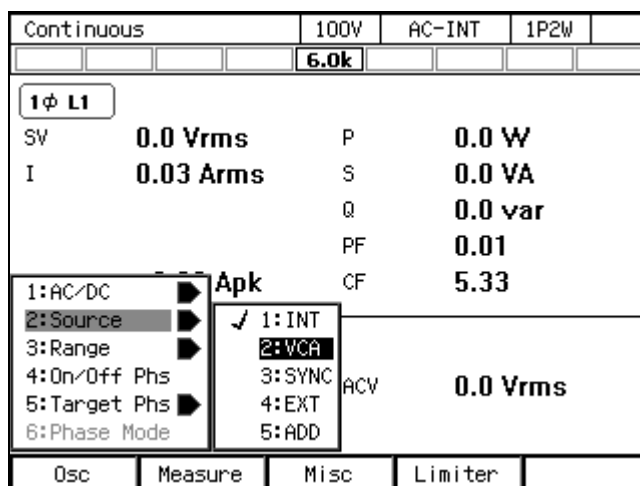 Continuous 100V AC-INT 1P2W
6.0k
1φ L1
SV 0.0 Vrms P 0.0 W
I 0.03 Arms S 0.0 VA
Q 0.0 var
PF 0.01
Apk CF 5.33
1:AC/DC
2:Source ✓ 1:INT
3:Range 2:VCA
4:On/Off Phs 3:SYNC ACV 0.0 Vrms
5:Target Phs 4:EXT
6:Phase Mode 5:ADD
Osc Measure Misc Limiter